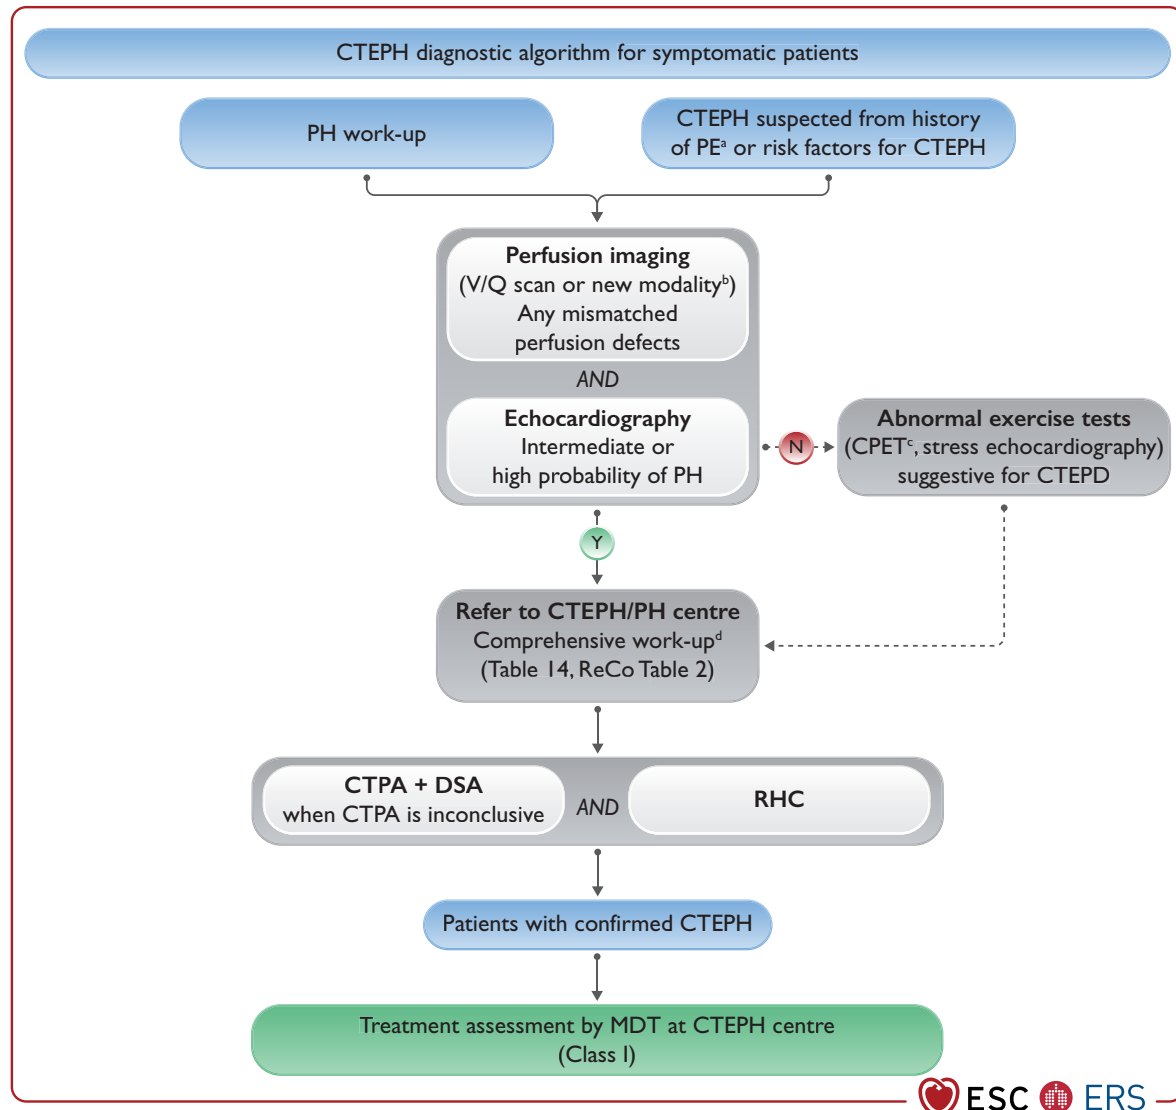 CTEPH diagnostic algorithm for symptomatic patients
PH work-up
CTEPH suspected from history
of PEᵃ or risk factors for CTEPH
Perfusion imaging
(V/Q scan or new modalityᵇ)
Any mismatched
perfusion defects
AND
Echocardiography
Intermediate or
high probability of PH
N
Abnormal exercise tests
(CPETᶜ, stress echocardiography)
suggestive for CTEPD
Y
Refer to CTEPH/PH centre
Comprehensive work-upᵈ
(Table 14, ReCo Table 2)
CTPA + DSA
when CTPA is inconclusive
AND
RHC
Patients with confirmed CTEPH
Treatment assessment by MDT at CTEPH centre
(Class I)
ESC ERS